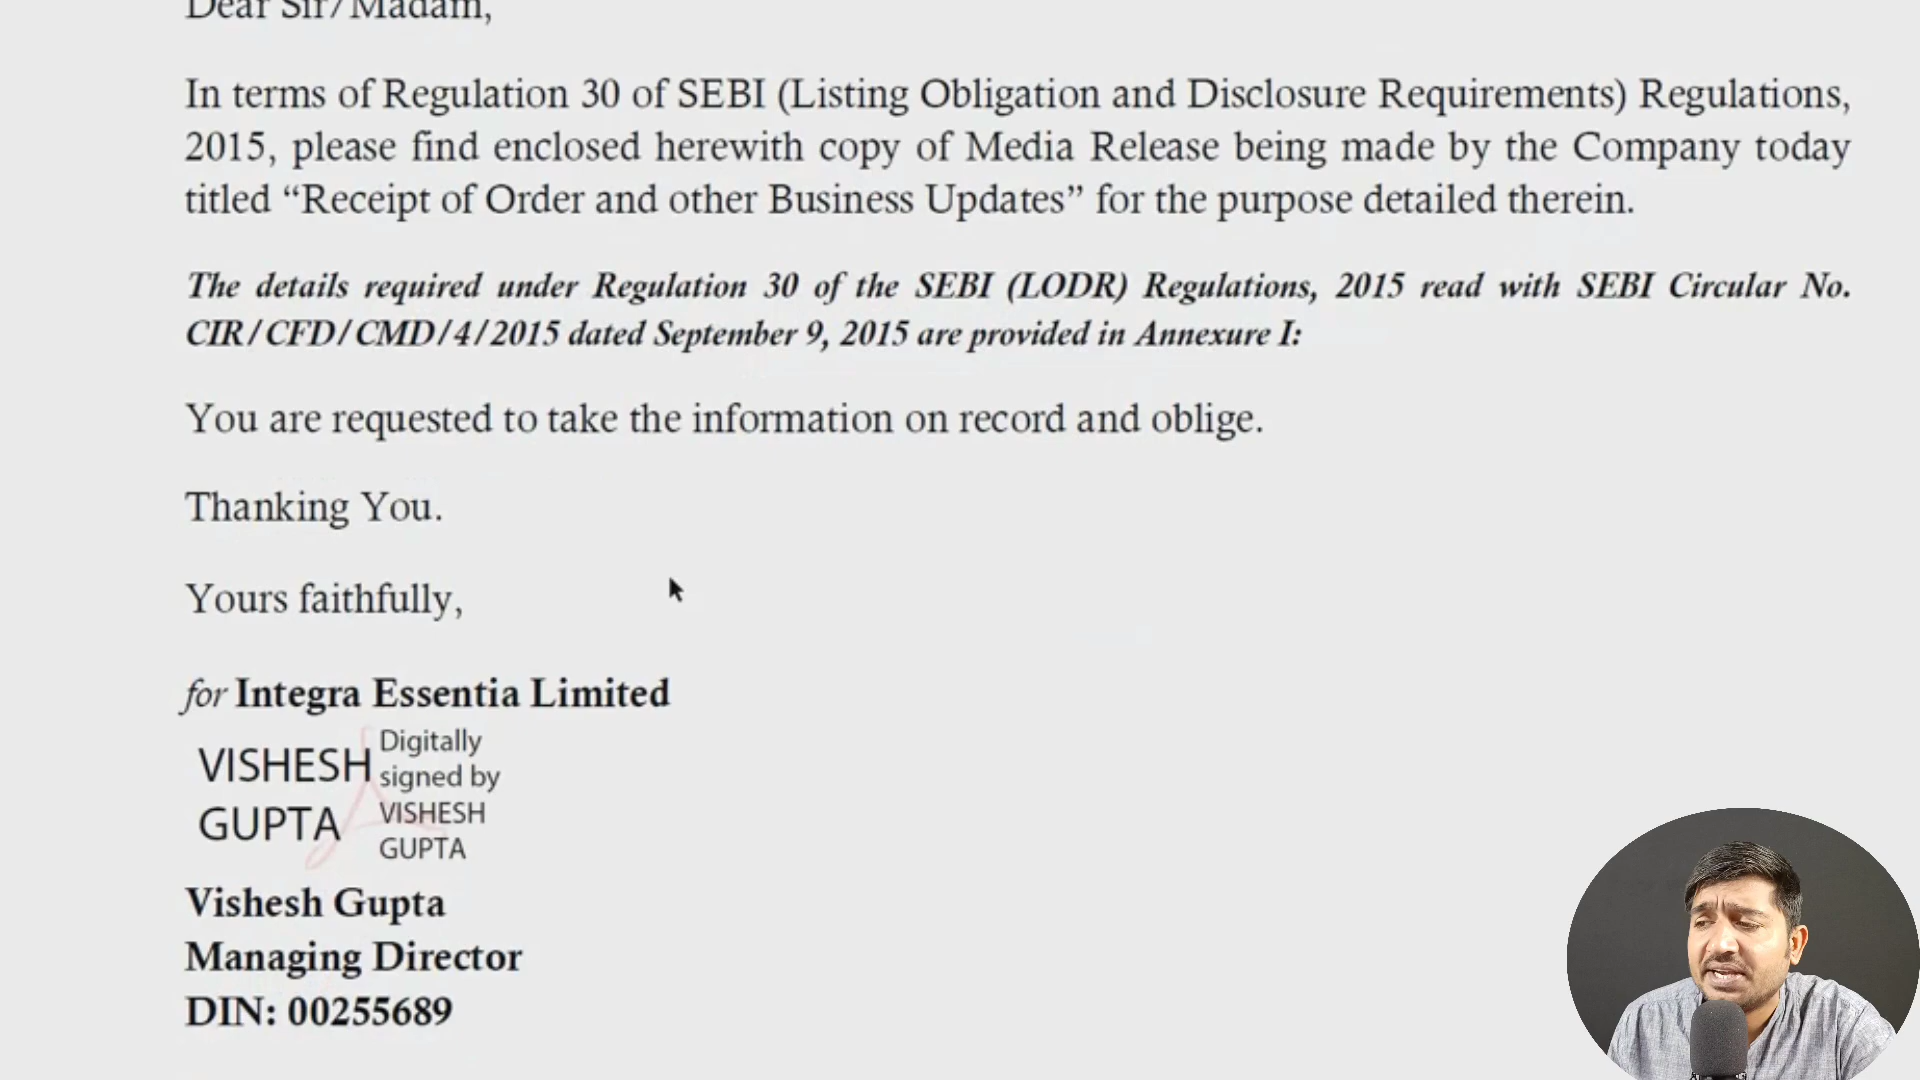 Dear Sir/Madam,
In terms of Regulation 30 of SEBI (Listing Obligation and Disclosure Requirements) Regulations,
2015, please find enclosed herewith copy of Media Release being made by the Company today
titled “Receipt of Order and other Business Updates” for the purpose detailed therein.
The details required under Regulation 30 of the SEBI (LODR) Regulations, 2015 read with SEBI Circular No.
CIR/CFD/CMD/4/2015 dated September 9, 2015 are provided in Annexure I:
You are requested to take the information on record and oblige.
Thanking You.
Yours faithfully,
for Integra Essentia Limited
VISHESH
GUPTA
Digitally
signed by
VISHESH
GUPTA
Vishesh Gupta
Managing Director
DIN: 00255689